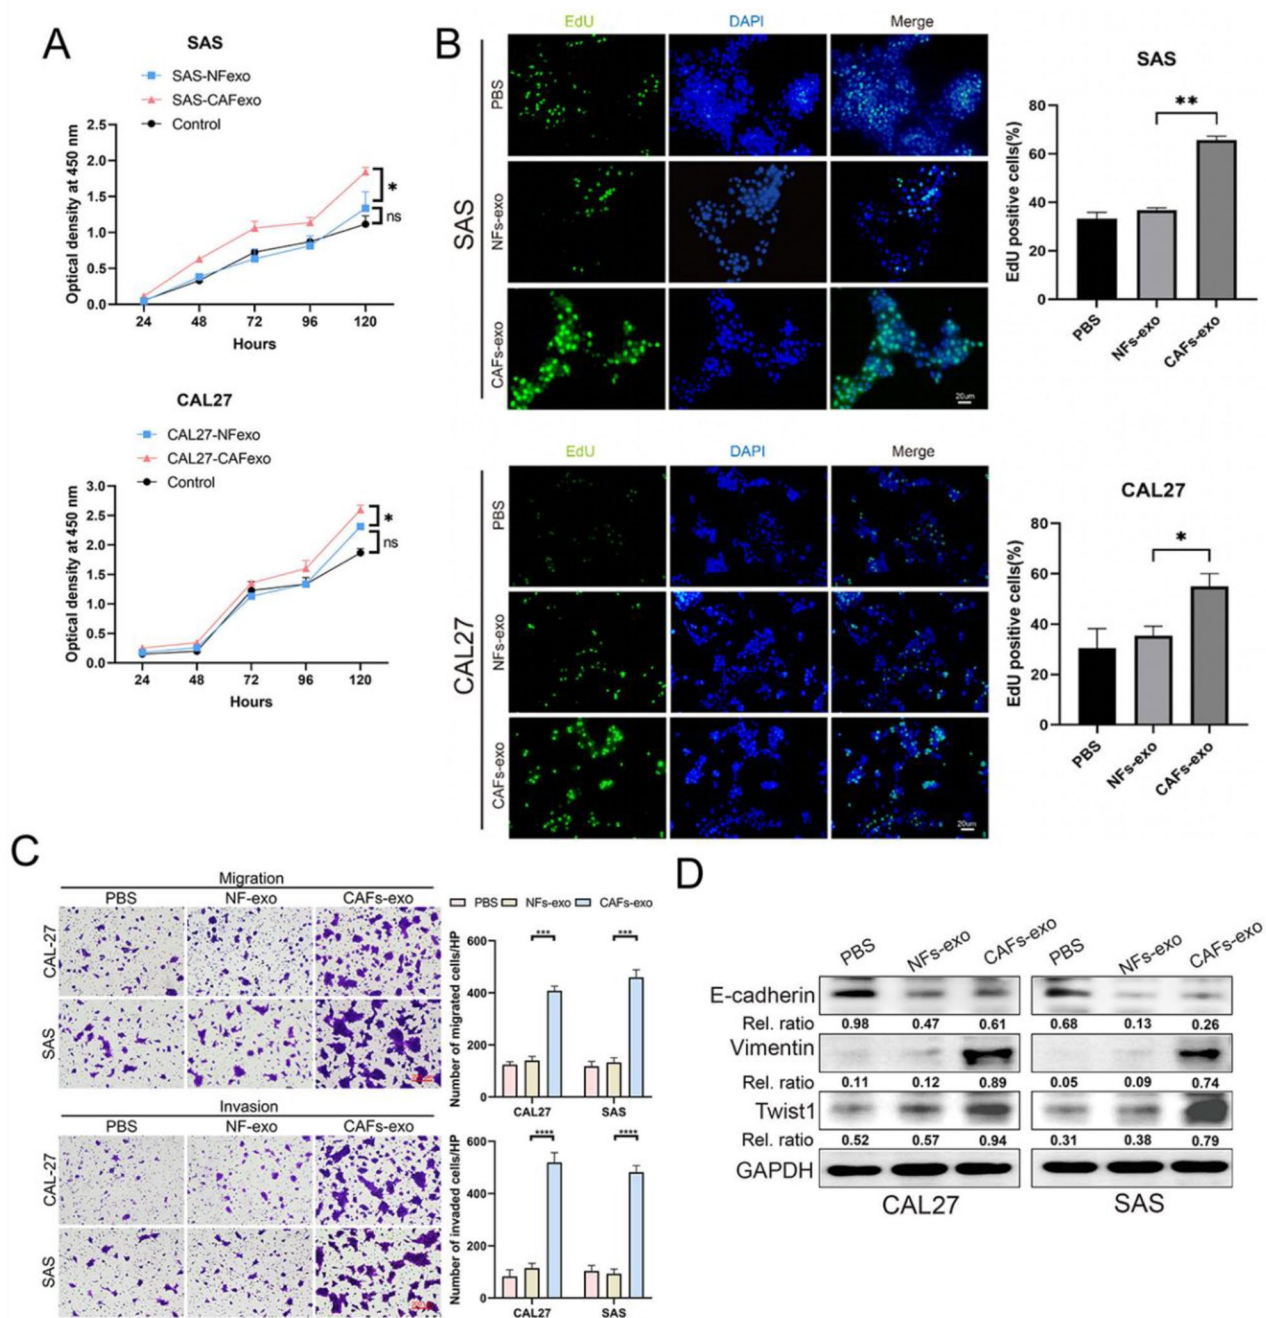 A
SAS
SAS-NFexo
SAS-CAFexo
Control
Optical density at 450 nm
2.5
2.0
1.5
1.0
0.5
0.0
24 48 72 96 120
Hours
*
ns
CAL27
CAL27-NFexo
CAL27-CAFexo
Control
Optical density at 450 nm
3.0
2.5
2.0
1.5
1.0
0.5
0.0
24 48 72 96 120
Hours
*
ns
B
EdU DAPI Merge
SAS
PBS
NFs-exo
CAFs-exo
20um
SAS
EdU positive cells(%)
80
60
40
20
0
**
PBS NFs-exo CAFs-exo
EdU DAPI Merge
CAL27
PBS
NFs-exo
CAFs-exo
20um
CAL27
EdU positive cells(%)
80
60
40
20
0
*
PBS NFs-exo CAFs-exo
C
Migration
PBS NF-exo CAFs-exo
CAL-27
SAS
Invasion
PBS NF-exo CAFs-exo
CAL-27
SAS
PBS NFs-exo CAFs-exo
Number of migrated cells/HP
600
400
200
0
*** ***
CAL27 SAS
Number of invaded cells/HP
600
400
200
0
**** ****
CAL27 SAS
D
PBS NFs-exo CAFs-exo PBS NFs-exo CAFs-exo
E-cadherin
Rel. ratio 0.98 0.47 0.61 0.68 0.13 0.26
Vimentin
Rel. ratio 0.11 0.12 0.89 0.05 0.09 0.74
Twist1
Rel. ratio 0.52 0.57 0.94 0.31 0.38 0.79
GAPDH
CAL27 SAS